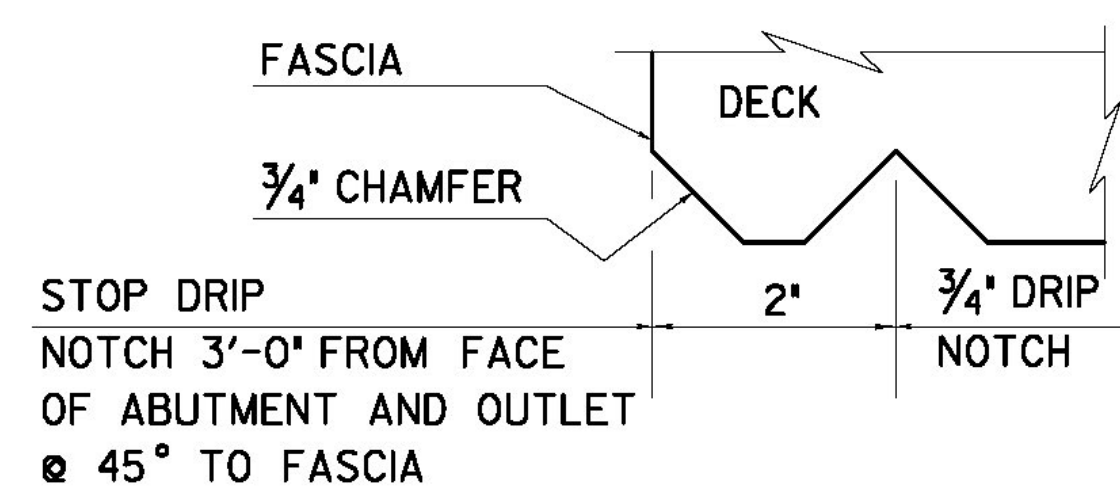 FASCIA
DECK
3/4" CHAMFER
2"
3/4" DRIP
NOTCH
STOP DRIP
NOTCH 3'-0" FROM FACE
OF ABUTMENT AND OUTLET
@ 45° TO FASCIA